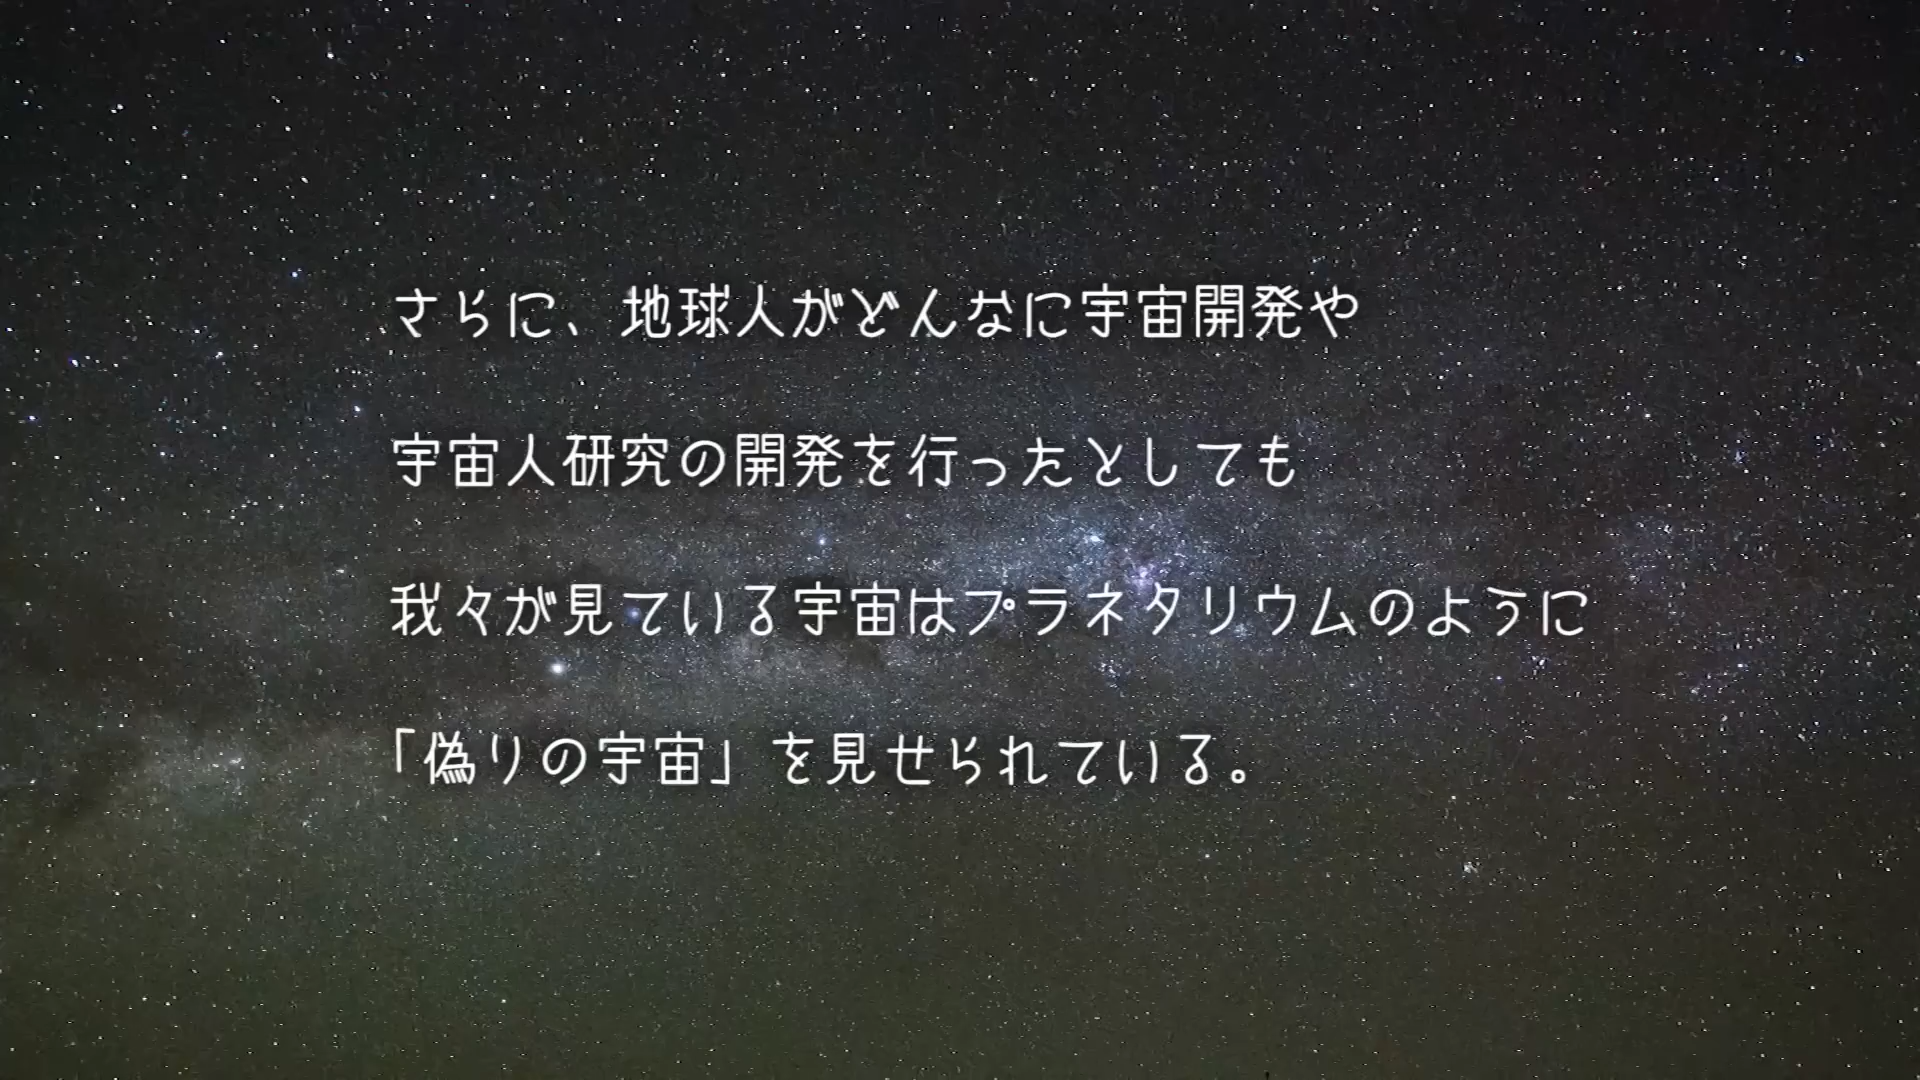 さらに、地球人がどんなに宇宙開発や
宇宙人研究の開発を行ったとしても
我々が見ている宇宙はプラネタリウムのように
「偽りの宇宙」を見せられている。